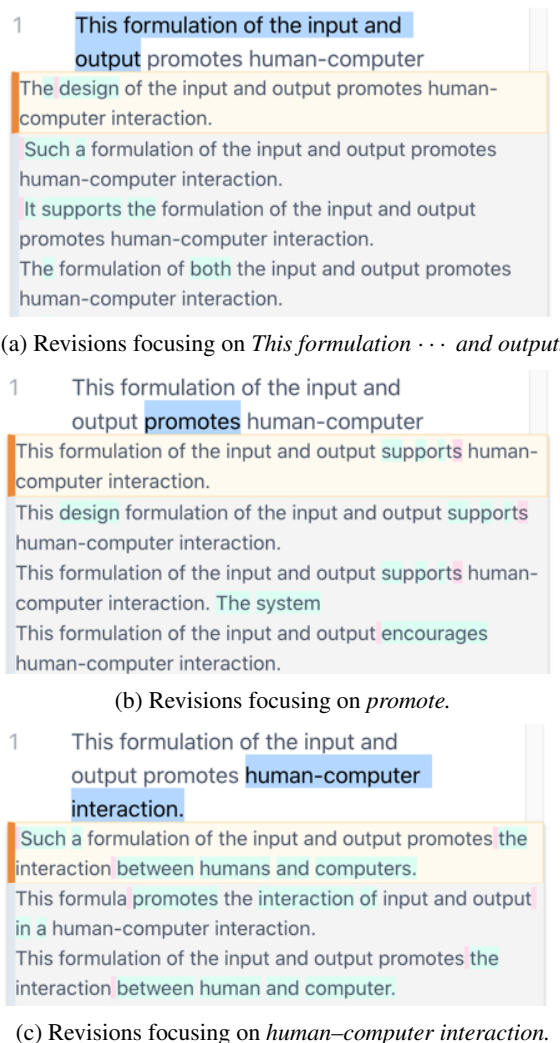 1 This formulation of the input and
output promotes human-computer
The design of the input and output promotes human-
computer interaction.
Such a formulation of the input and output promotes
human-computer interaction.
It supports the formulation of the input and output
promotes human-computer interaction.
The formulation of both the input and output promotes
human-computer interaction.
(a) Revisions focusing on This formulation · · · and output
1 This formulation of the input and
output promotes human-computer
This formulation of the input and output supports human-
computer interaction.
This design formulation of the input and output supports
human-computer interaction.
This formulation of the input and output supports human-
computer interaction. The system
This formulation of the input and output encourages
human-computer interaction.
(b) Revisions focusing on promote.
1 This formulation of the input and
output promotes human-computer
interaction.
Such a formulation of the input and output promotes the
interaction between humans and computers.
This formula promotes the interaction of input and output
in a human-computer interaction.
This formulation of the input and output promotes the
interaction between human and computer.
(c) Revisions focusing on human–computer interaction.